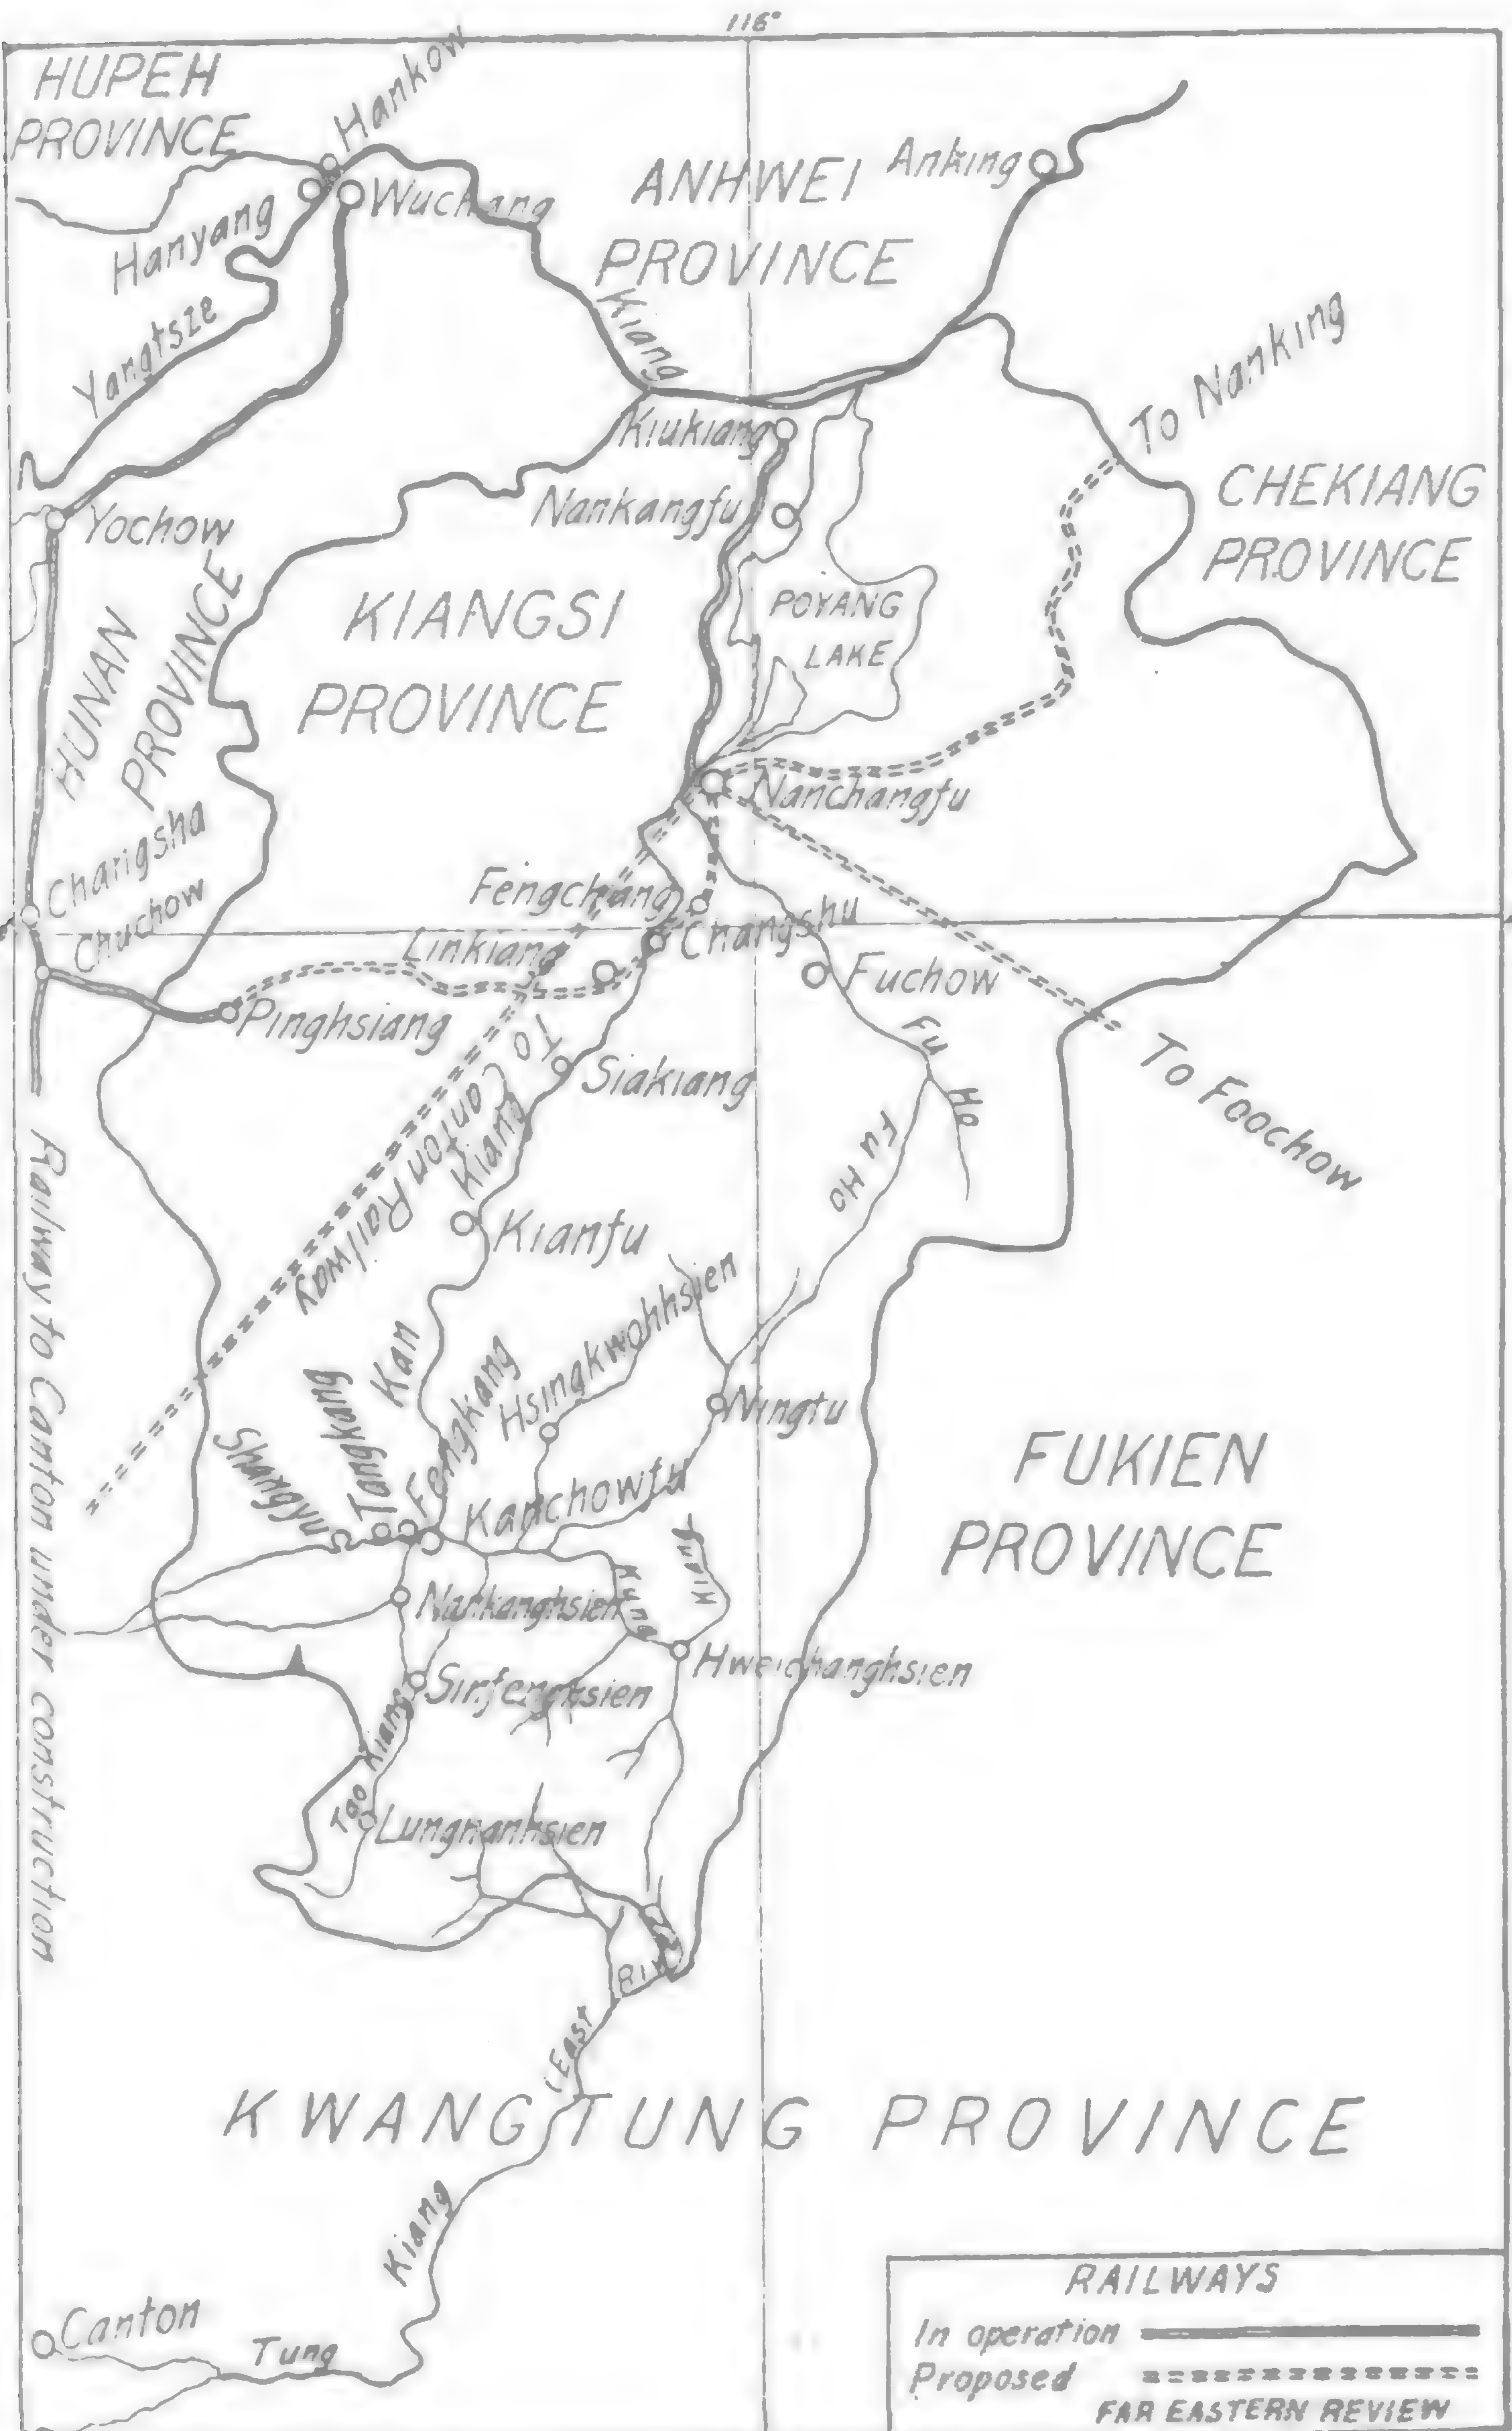 116°
HUPEH
PROVINCE
Hankow
Wuchang
Hanyang
Yangtsze
Kiang
ANHWEI
PROVINCE
Anking
To Nanking
CHEKIANG
PROVINCE
Kiukiang
Nankangfu
Yochow
HUNAN
PROVINCE
KIANGSI
PROVINCE
POYANG
LAKE
Nanchangfu
Changsha
Chuchow
Fengchang
Linkiang
Changshu
Fuchow
Pinghsiang
To Canton Railway
Siakiang
Fu Ho
Fu Ho
To Foochow
Kiang
Kianfu
Kan
Hsingkwohhsien
Fengkang
Tangkang
Shangyu
Ningtu
Kanchowfu
FUKIEN
PROVINCE
Railway to Canton under construction
Nankanghsien
Kung
Hweichanghsien
Sinfenghsien
Tao Kiang
Lungnanhsien
(East
KWANGTUNG PROVINCE
Kiang
Canton
Tung
RAILWAYS
In operation
Proposed
FAR EASTERN REVIEW